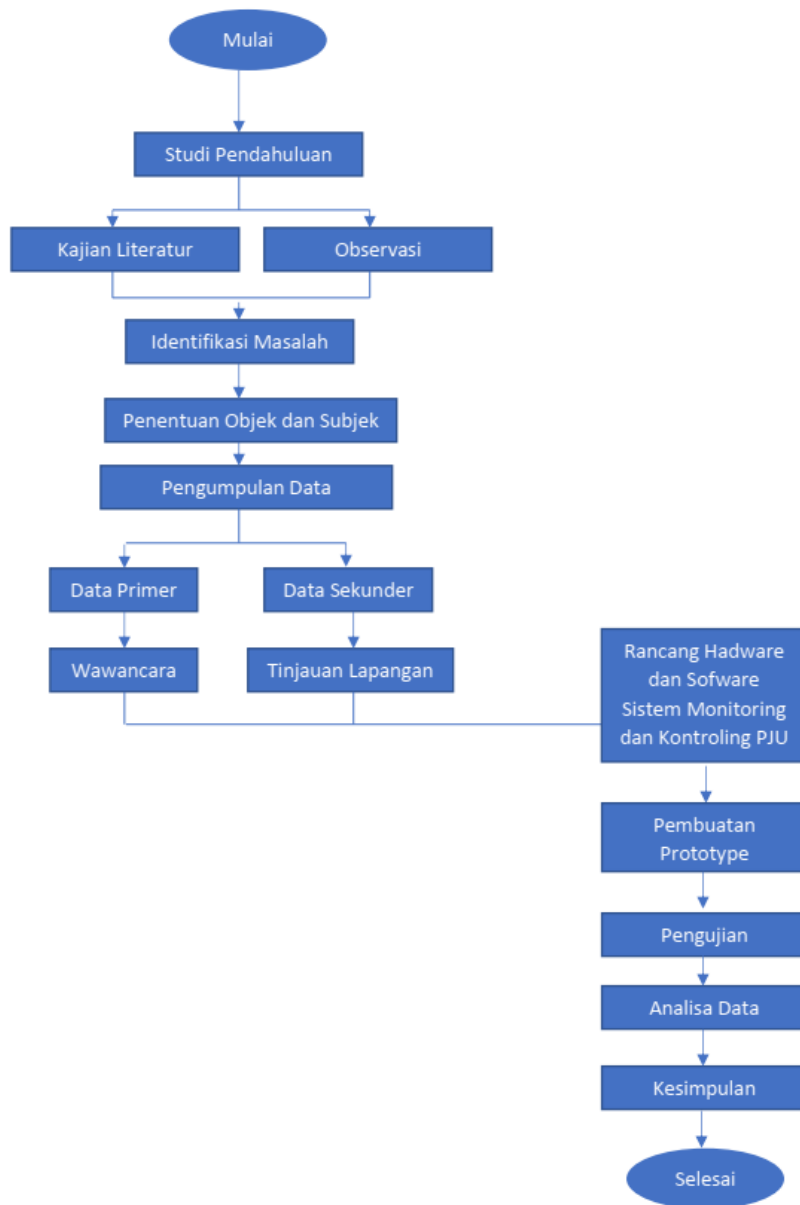 Mulai
Studi Pendahuluan
Kajian Literatur
Observasi
Identifikasi Masalah
Penentuan Objek dan Subjek
Pengumpulan Data
Data Primer
Data Sekunder
Wawancara
Tinjauan Lapangan
Rancang Hadware
dan Sofware
Sistem Monitoring
dan Kontroling PJU
Pembuatan
Prototype
Pengujian
Analisa Data
Kesimpulan
Selesai